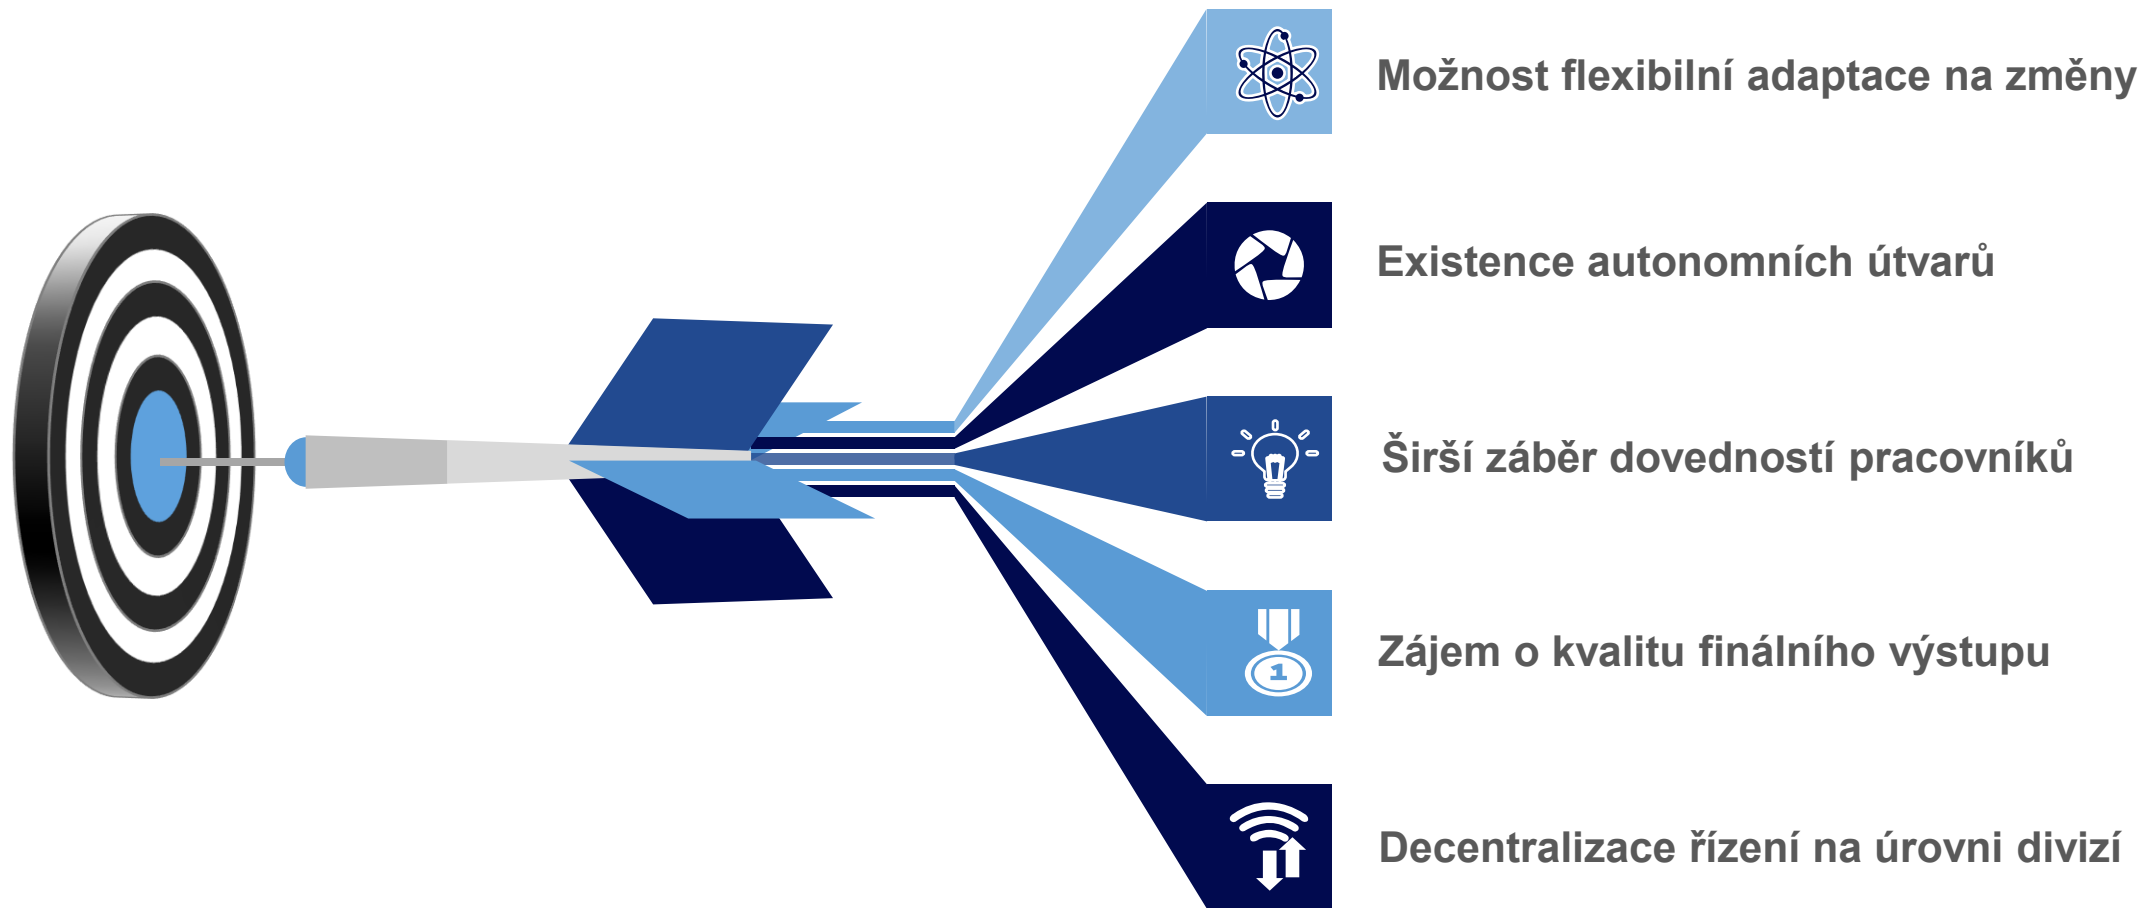 Možnost flexibilní adaptace na změny
Existence autonomních útvarů
Širší záběr dovedností pracovníků
Zájem o kvalitu finálního výstupu
1
Decentralizace řízení na úrovni divizí